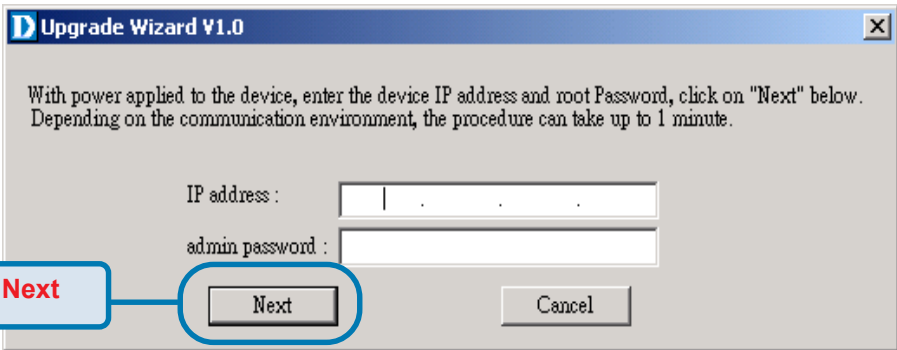 Upgrade Wizard V1.0
With power applied to the device, enter the device IP address and root Password, click on "Next" below.
Depending on the communication environment, the procedure can take up to 1 minute.
IP address :
. . .
admin password :
Next
Next
Cancel